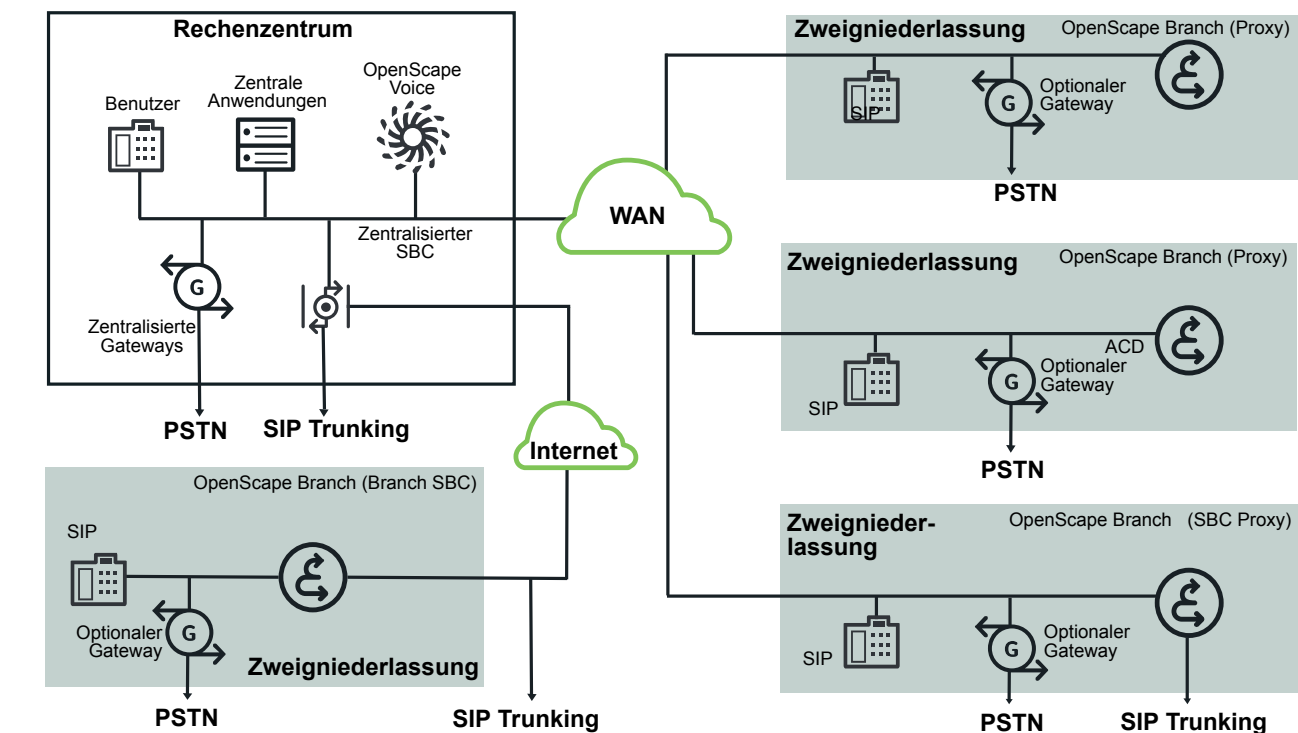 Rechenzentrum
Benutzer
Zentrale
Anwendungen
OpenScape
Voice
Zentralisierter
SBC
G
Zentralisierte
Gateways
PSTN
SIP Trunking
WAN
Internet
Zweigniederlassung
OpenScape Branch (Proxy)
SIP
G
Optionaler
Gateway
PSTN
Zweigniederlassung
OpenScape Branch (Proxy)
SIP
G
ACD
Optionaler
Gateway
PSTN
Zweignieder-
lassung
OpenScape Branch (SBC Proxy)
SIP
G
Optionaler
Gateway
PSTN
SIP Trunking
OpenScape Branch (Branch SBC)
SIP
Optionaler
Gateway
G
Zweigniederlassung
PSTN
SIP Trunking